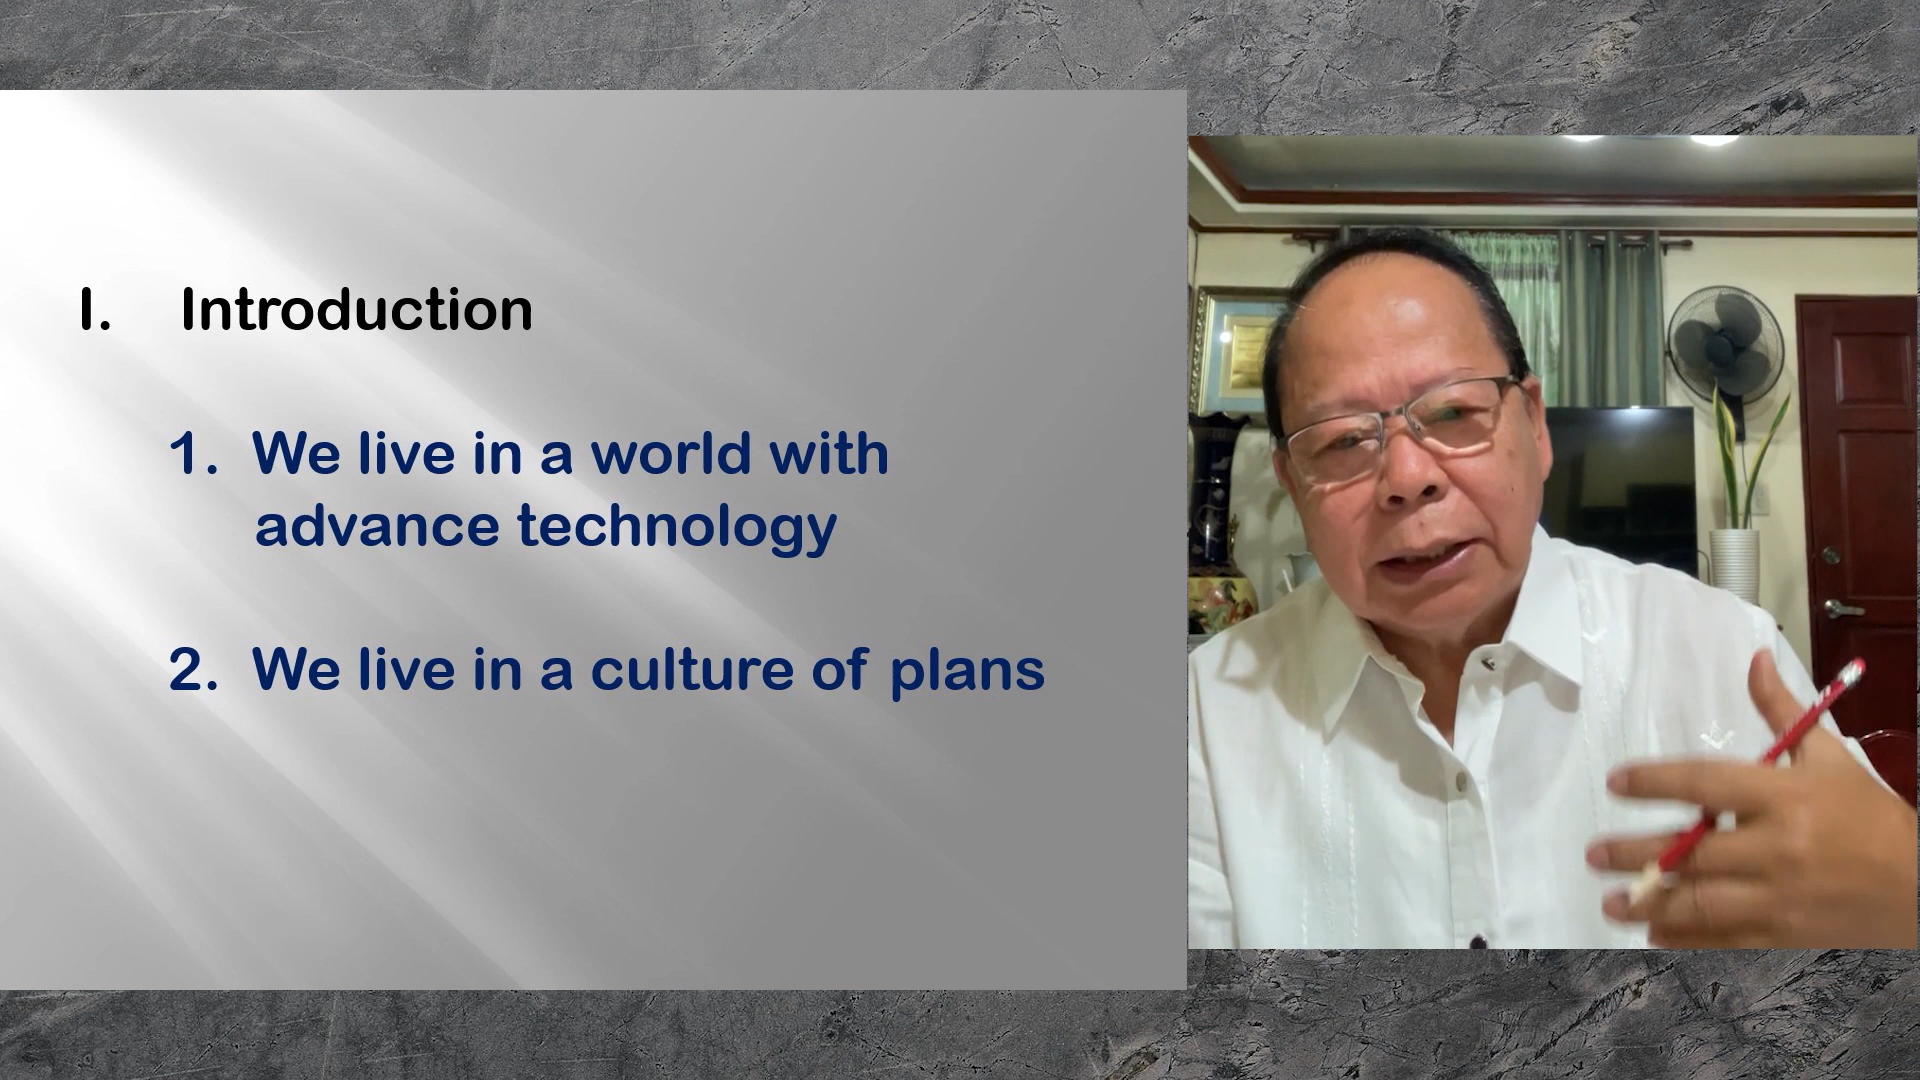 I. Introduction
1. We live in a world with
advance technology
2. We live in a culture of plans